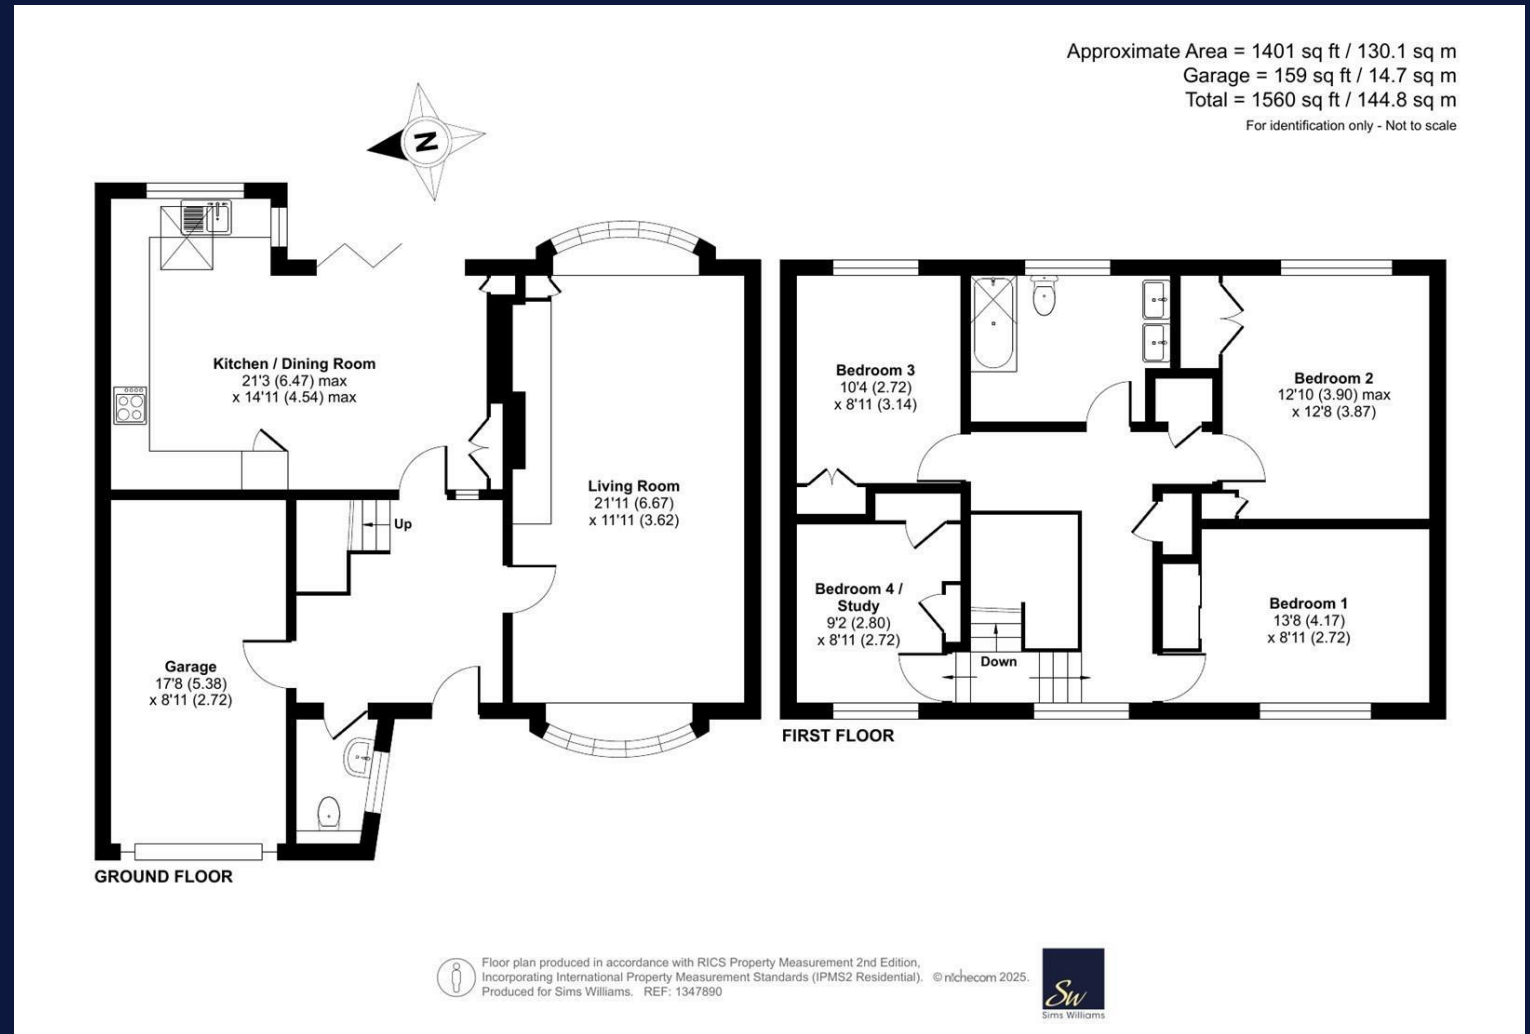 Approximate Area = 1401 sq ft / 130.1 sq m
Garage = 159 sq ft / 14.7 sq m
Total = 1560 sq ft / 144.8 sq m
For identification only - Not to scale
N
Kitchen / Dining Room
21'3 (6.47) max
x 14'11 (4.54) max
Living Room
21'11 (6.67)
x 11'11 (3.62)
Up
Garage
17'8 (5.38)
x 8'11 (2.72)
GROUND FLOOR
Bedroom 3
10'4 (2.72)
x 8'11 (3.14)
Bedroom 2
12'10 (3.90) max
x 12'8 (3.87)
Bedroom 4 /
Study
9'2 (2.80)
x 8'11 (2.72)
Down
Bedroom 1
13'8 (4.17)
x 8'11 (2.72)
FIRST FLOOR
Floor plan produced in accordance with RICS Property Measurement 2nd Edition,
Incorporating International Property Measurement Standards (IPMS2 Residential). © nichecom 2025.
Produced for Sims Williams. REF: 1347890
Sw
Sims Williams